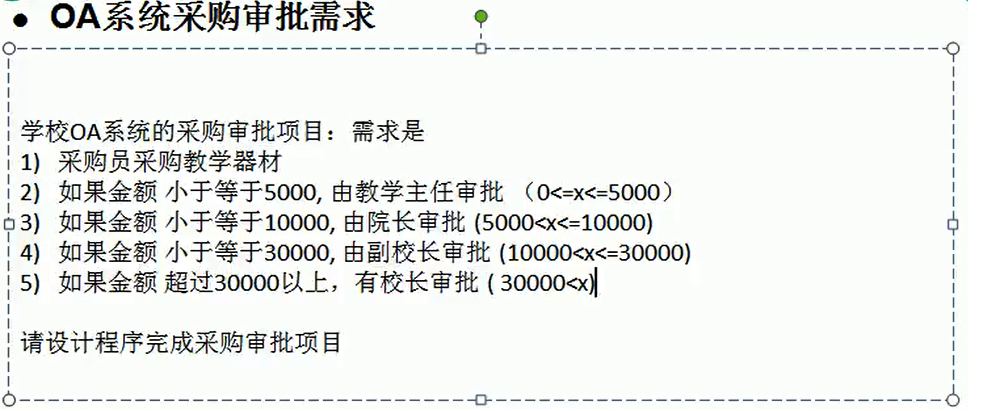 • OA系统采购审批需求
学校OA系统的采购审批项目：需求是
1) 采购员采购教学器材
2) 如果金额 小于等于5000, 由教学主任审批 （0<=x<=5000）
3) 如果金额 小于等于10000, 由院长审批 (5000<x<=10000)
4) 如果金额 小于等于30000, 由副校长审批 (10000<x<=30000)
5) 如果金额 超过30000以上，有校长审批 ( 30000<x)
请设计程序完成采购审批项目